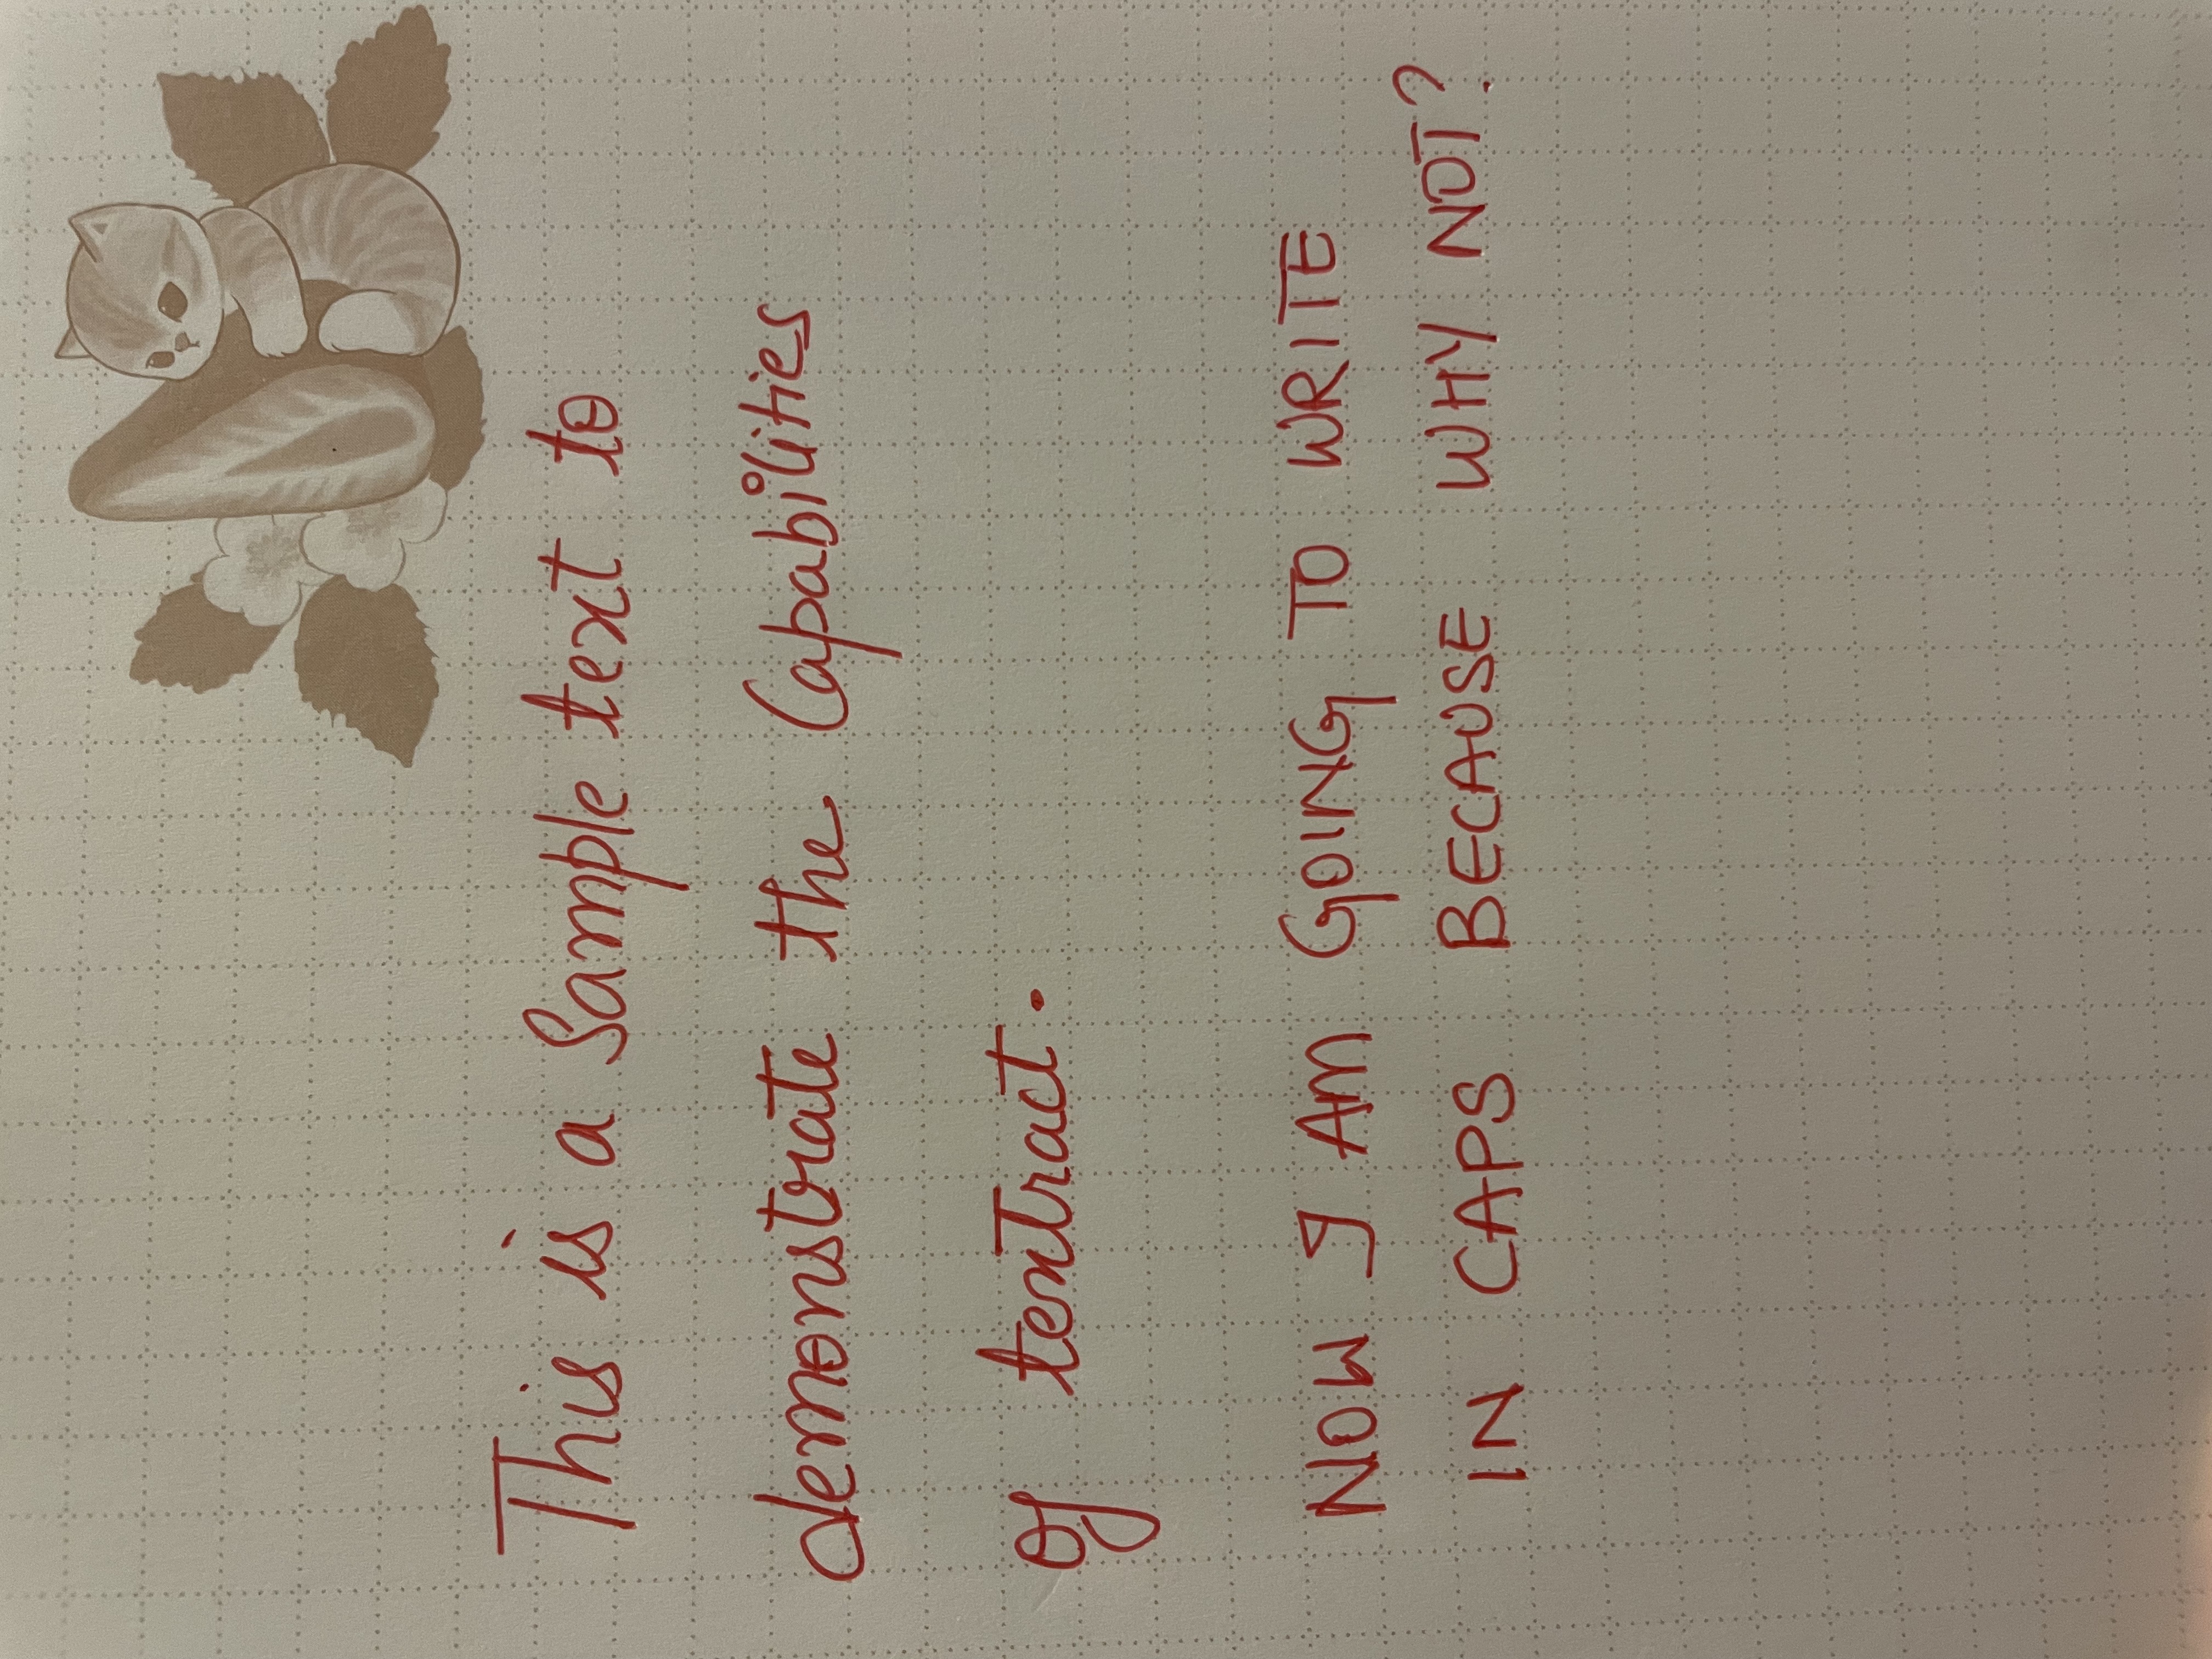 This is a Sample text to
demonstrate the Capabilities
of textract.
NOW I AM GOING TO WRITE
IN CAPS BECAUSE WHY NOT?